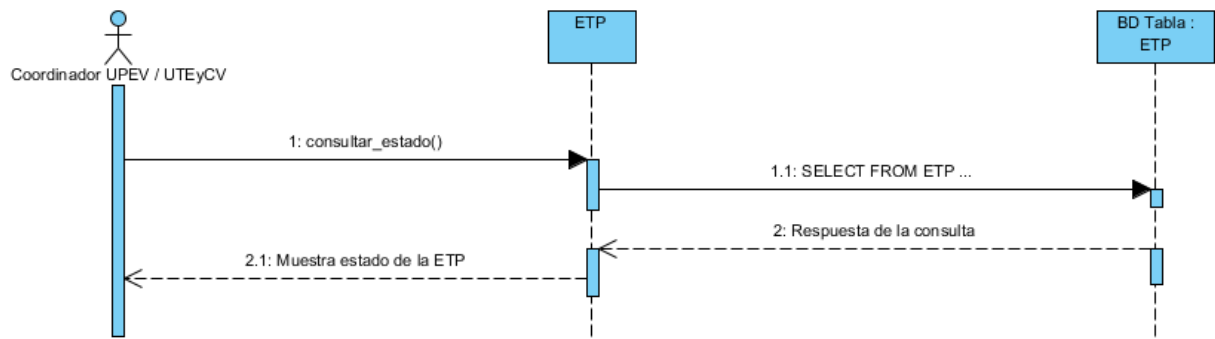 ETP
BD Tabla :
ETP
Coordinador UPEV / UTEyCV
1: consultar_estado()
1.1: SELECT FROM ETP ...
2: Respuesta de la consulta
2.1: Muestra estado de la ETP